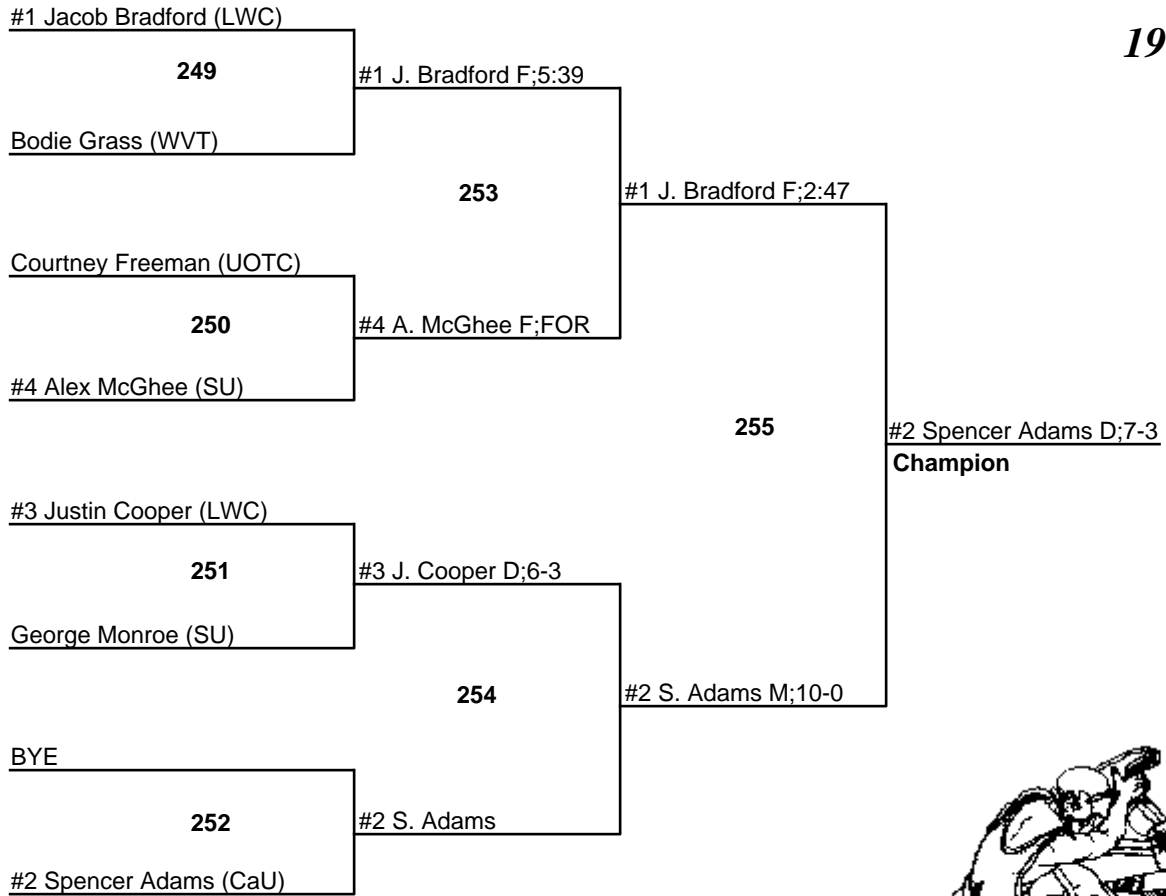 #1 Jacob Bradford (LWC)
19
249
#1 J. Bradford F;5:39
Bodie Grass (WVT)
253
#1 J. Bradford F;2:47
Courtney Freeman (UOTC)
250
#4 A. McGhee F;FOR
#4 Alex McGhee (SU)
255
#2 Spencer Adams D;7-3
Champion
#3 Justin Cooper (LWC)
251
#3 J. Cooper D;6-3
George Monroe (SU)
254
#2 S. Adams M;10-0
BYE
252
#2 S. Adams
#2 Spencer Adams (CaU)